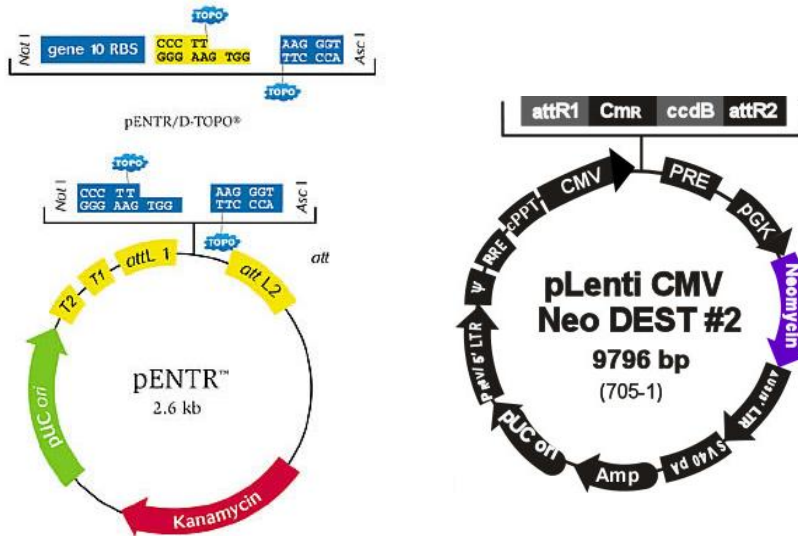 TOPO
Not I
gene 10 RBS
CCC TT
GGG AAG TGG
AAG GGT
TTC CCA
Asc I
TOPO
pENTR/D-TOPO®
TOPO
Not I
CCC TT
GGG AAG TGG
AAG GGT
TTC CCA
Asc I
TOPO
att
T2
T1
attL 1
att L2
pUC ori
pENTR™
2.6 kb
Kanamycin
attR1
CmR
ccdB
attR2
CMV
PRE
cPPT
RRE
Ψ
pGK
Neomycin
pLenti CMV
Neo DEST #2
9796 bp
(705-1)
5' LTR
LTR
pUC ori
Amp
SV40 pA